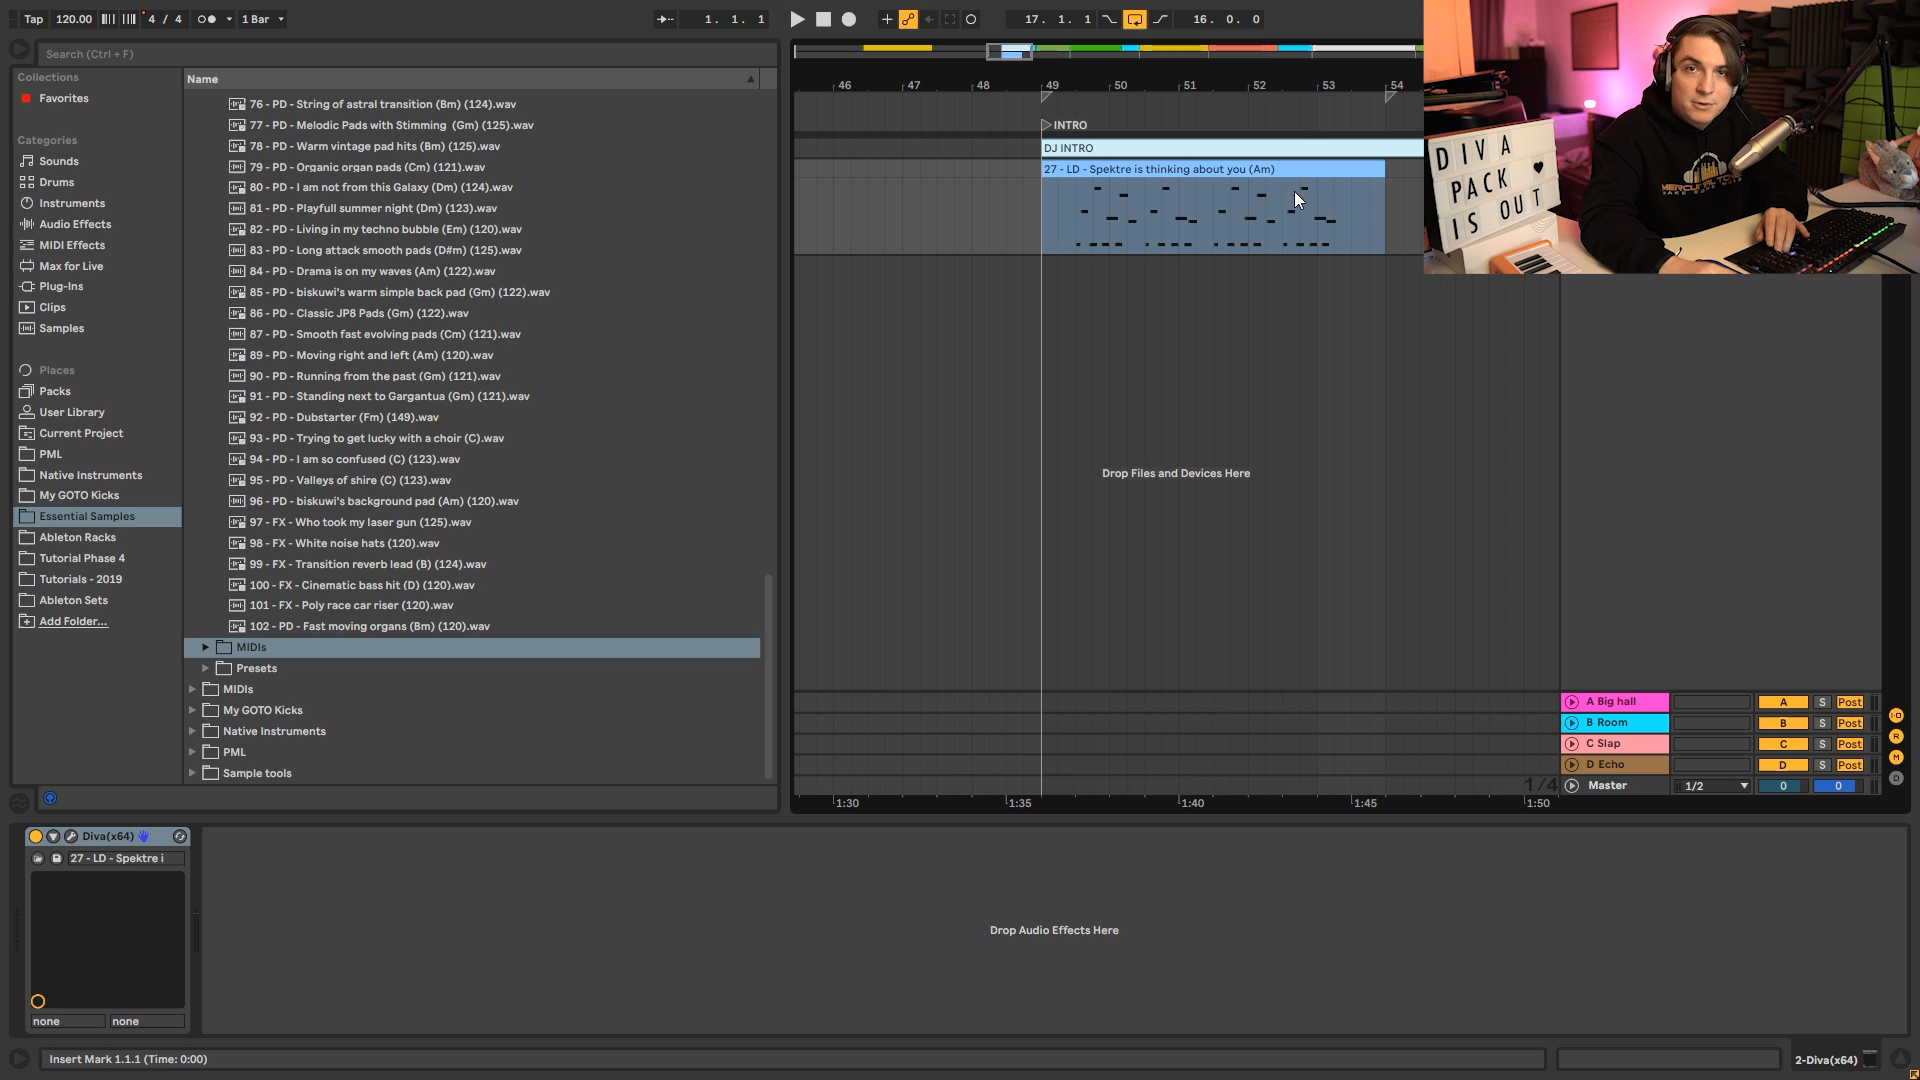 Tap 120.00 4 / 4 1 Bar 1. 1. 1 17. 1. 1 16. 0. 0
Search (Ctrl + F)
Collections
Favorites
Categories
Sounds
Drums
Instruments
Audio Effects
MIDI Effects
Max for Live
Plug-Ins
Clips
Samples
Places
Packs
User Library
Current Project
PML
Native Instruments
My GOTO Kicks
Essential Samples
Ableton Racks
Tutorial Phase 4
Tutorials - 2019
Ableton Sets
Add Folder...
Name
76 - PD - String of astral transition (Bm) (124).wav
77 - PD - Melodic Pads with Stimming (Gm) (125).wav
78 - PD - Warm vintage pad hits (Bm) (125).wav
79 - PD - Organic organ pads (Cm) (121).wav
80 - PD - I am not from this Galaxy (Dm) (124).wav
81 - PD - Playfull summer night (Dm) (123).wav
82 - PD - Living in my techno bubble (Em) (120).wav
83 - PD - Long attack smooth pads (D#m) (125).wav
84 - PD - Drama is on my waves (Am) (122).wav
85 - PD - biskuwi's warm simple back pad (Gm) (122).wav
86 - PD - Classic JP8 Pads (Gm) (122).wav
87 - PD - Smooth fast evolving pads (Cm) (121).wav
89 - PD - Moving right and left (Am) (120).wav
90 - PD - Running from the past (Gm) (121).wav
91 - PD - Standing next to Gargantua (Gm) (121).wav
92 - PD - Dubstarter (Fm) (149).wav
93 - PD - Trying to get lucky with a choir (C).wav
94 - PD - I am so confused (C) (123).wav
95 - PD - Valleys of shire (C) (123).wav
96 - PD - biskuwi's background pad (Am) (120).wav
97 - FX - Who took my laser gun (125).wav
98 - FX - White noise hats (120).wav
99 - FX - Transition reverb lead (B) (124).wav
100 - FX - Cinematic bass hit (D) (120).wav
101 - FX - Poly race car riser (120).wav
102 - PD - Fast moving organs (Bm) (120).wav
MIDIs
Presets
MIDIs
My GOTO Kicks
Native Instruments
PML
Sample tools
46 47 48 49 50 51 52 53 54
INTRO
DJ INTRO
27 - LD - Spektre is thinking about you (Am)
Drop Files and Devices Here
DIVA
PACK
IS OUT
A Big hall A S Post
B Room B S Post
C Slap C S Post
D Echo D S Post
1/4 Master 1/2 0 0
I-O
R
M
D
1:30 1:35 1:40 1:45 1:50
Diva(x64)
27 - LD - Spektre i
none none
Drop Audio Effects Here
Insert Mark 1.1.1 (Time: 0:00)
2-Diva(x64)